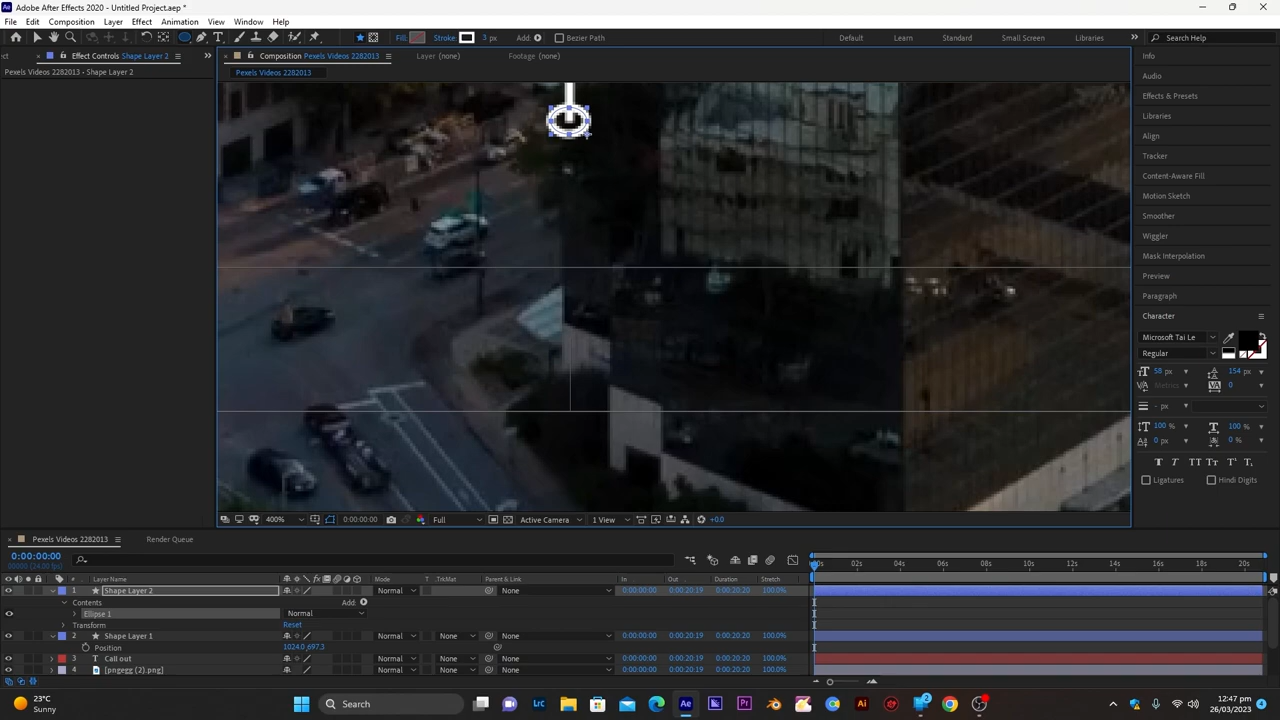 Adobe After Effects 2020 - Untitled Project.aep *
File Edit Composition Layer Effect Animation View Window Help
Fill: Stroke: 3 px Add: Bezier Path
Default Learn Standard Small Screen Libraries Search Help
Effect Controls Shape Layer 2
Composition Pexels Videos 2282013
Layer (none)
Footage (none)
Pexels Videos 2282013 · Shape Layer 2
Pexels Videos 2282013
Info
Audio
Effects & Presets
Libraries
Align
Tracker
Content-Aware Fill
Motion Sketch
Smoother
Wiggler
Mask Interpolation
Preview
Paragraph
Character
Microsoft Tai Le
Regular
58 px 154 px
Metrics 0
- px
100 % 100 %
0 px 0 %
T T TT Tt T¹ T₁
Ligatures Hindi Digits
400% 0:00:00:00 Full Active Camera 1 View +0.0
Pexels Videos 2282013 Render Queue
0:00:00:00
00000 (24.00 fps)
# Layer Name Mode T .TrkMat Parent & Link In Out Duration Stretch
02s 04s 06s 08s 10s 12s 14s 16s 18s 20s
1 Shape Layer 2 Normal None 0:00:00:00 0:00:20:19 0:00:20:20 100.0%
Contents Add:
Ellipse 1 Normal
Transform Reset
2 Shape Layer 1 Normal None None 0:00:00:00 0:00:20:19 0:00:20:20 100.0%
Position 1024.0,697.3
3 Call out Normal None None 0:00:00:00 0:00:20:19 0:00:20:20 100.0%
4 [pngegg (2).png] Normal None None 0:00:00:00 0:00:20:19 0:00:20:20 100.0%
23°C
Sunny
Search
Lrc Ae Pr Ai 2
12:47 pm
26/03/2023